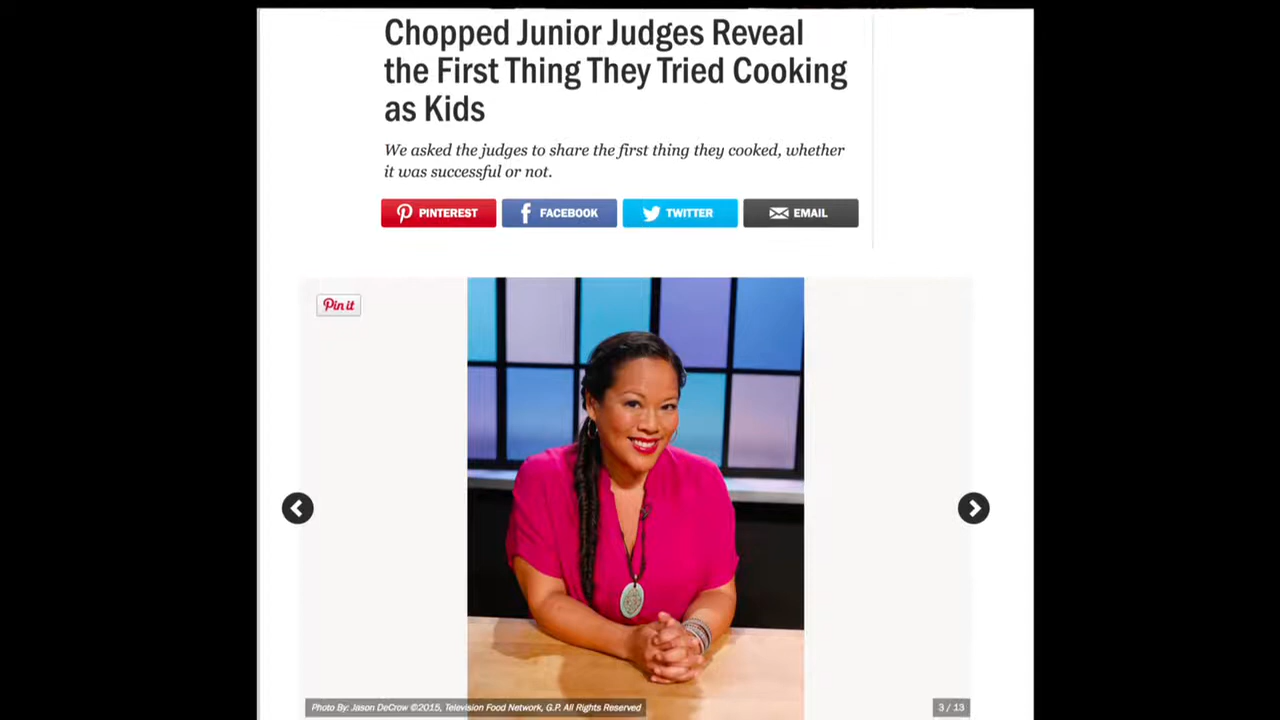 Chopped Junior Judges Reveal
the First Thing They Tried Cooking
as Kids
We asked the judges to share the first thing they cooked, whether
it was successful or not.
PINTEREST
FACEBOOK
TWITTER
EMAIL
Pin it
Photo By: Jason DeCrow ©2015, Television Food Network, G.P. All Rights Reserved
3 / 13